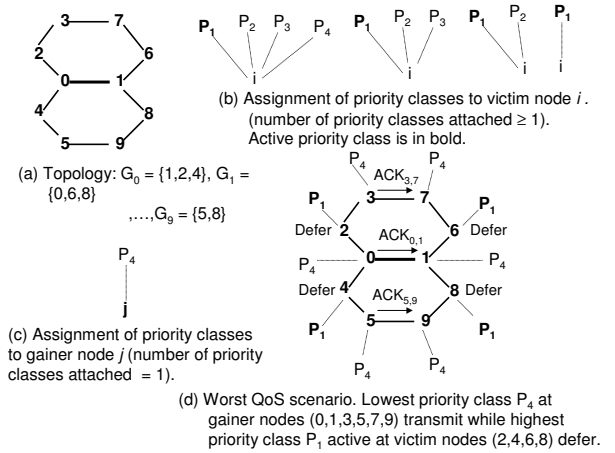 3 7
2 6
0 1
4 8
5 9
(a) Topology: G0 = {1,2,4}, G1 =
{0,6,8}
,…,G9 = {5,8}
P1 P2 P3 P4
i
P1 P2 P3
i
P1 P2
i
P1
i
(b) Assignment of priority classes to victim node i .
(number of priority classes attached ≥ 1).
Active priority class is in bold.
P4
j
(c) Assignment of priority classes
to gainer node j (number of priority
classes attached = 1).
P4 ACK3,7 P4
3 7
P1 P1
2 6
Defer ACK0,1 Defer
P4 0 1 P4
Defer 4 8 Defer
ACK5,9
P1 5 9 P1
P4 P4
(d) Worst QoS scenario. Lowest priority class P4 at
gainer nodes (0,1,3,5,7,9) transmit while highest
priority class P1 active at victim nodes (2,4,6,8) defer.